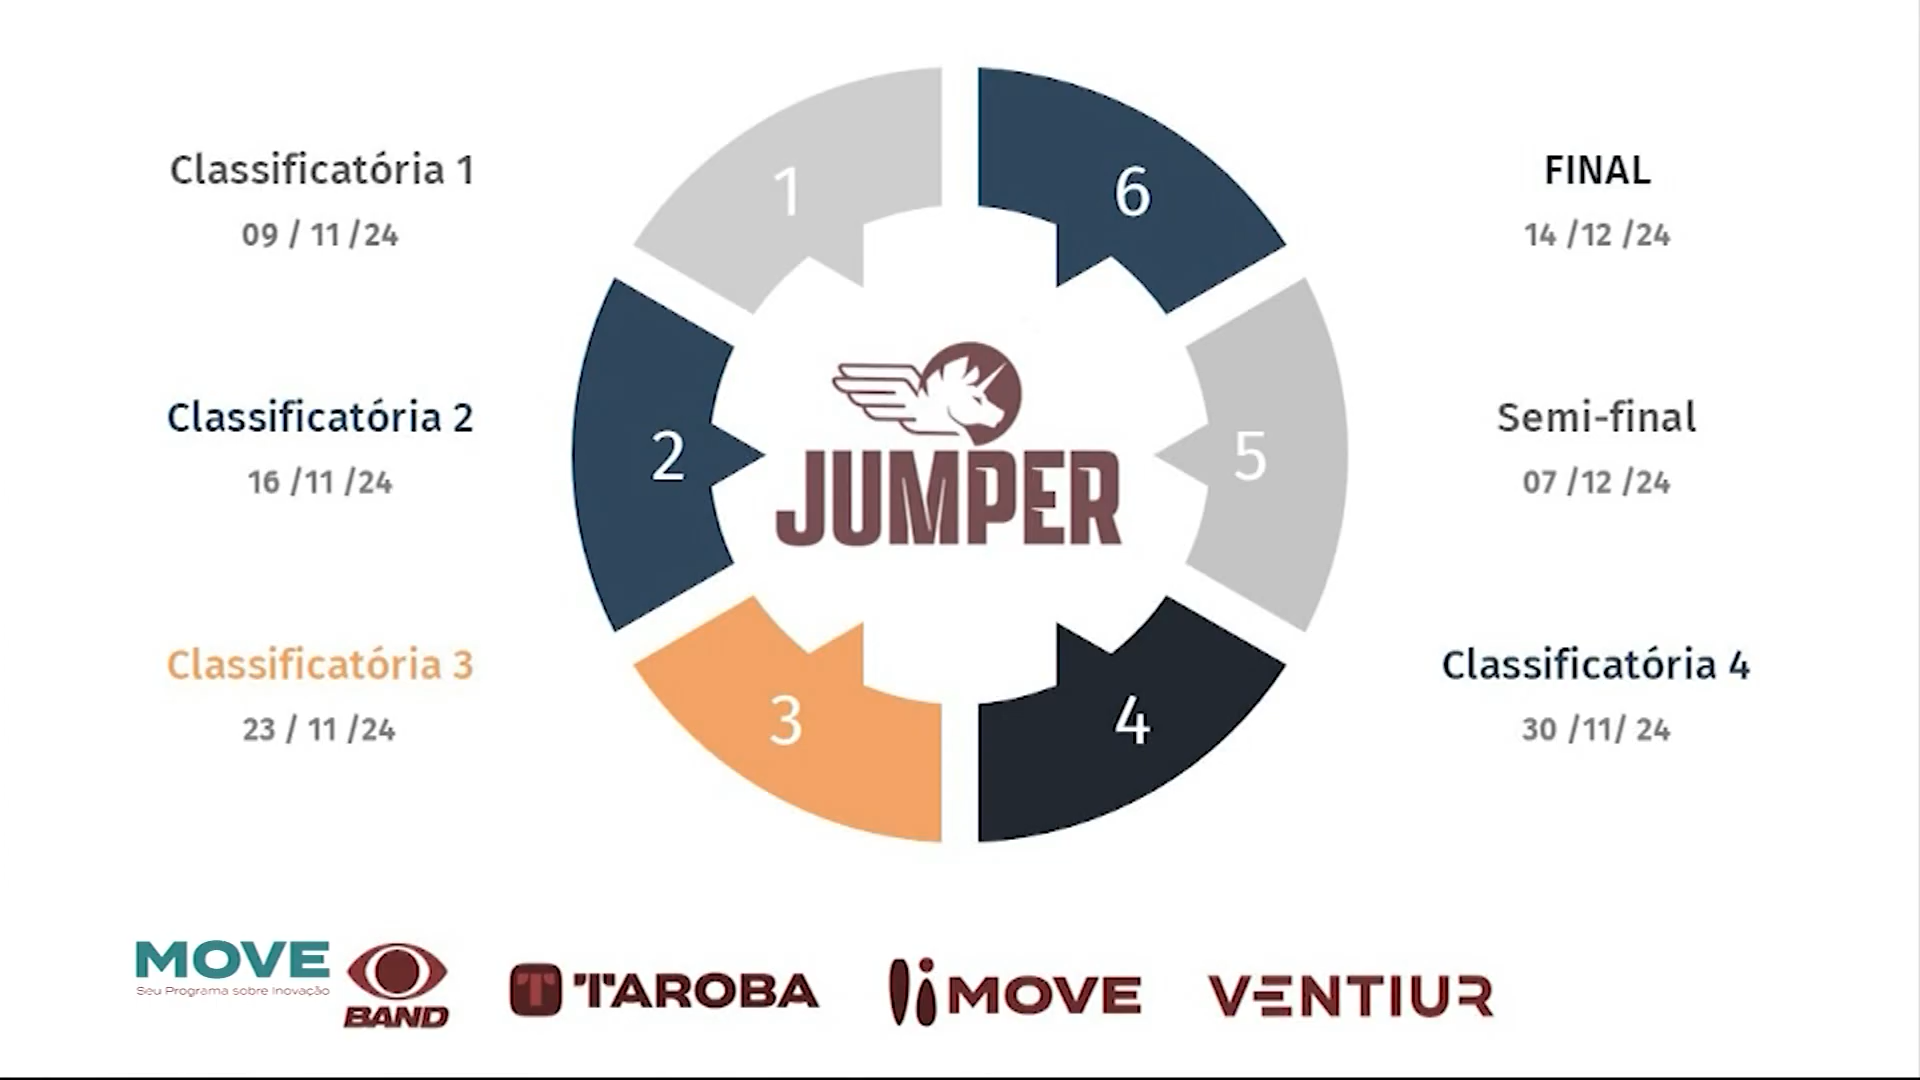 Classificatória 1
09 / 11 /24
Classificatória 2
16 /11 /24
Classificatória 3
23 / 11 /24
1
2
3
6
5
4
JUMPER
FINAL
14 /12 /24
Semi-final
07 /12 /24
Classificatória 4
30 /11/ 24
MOVE
Seu Programa sobre Inovação
BAND
T TAROBA
MOVE
VENTIUR